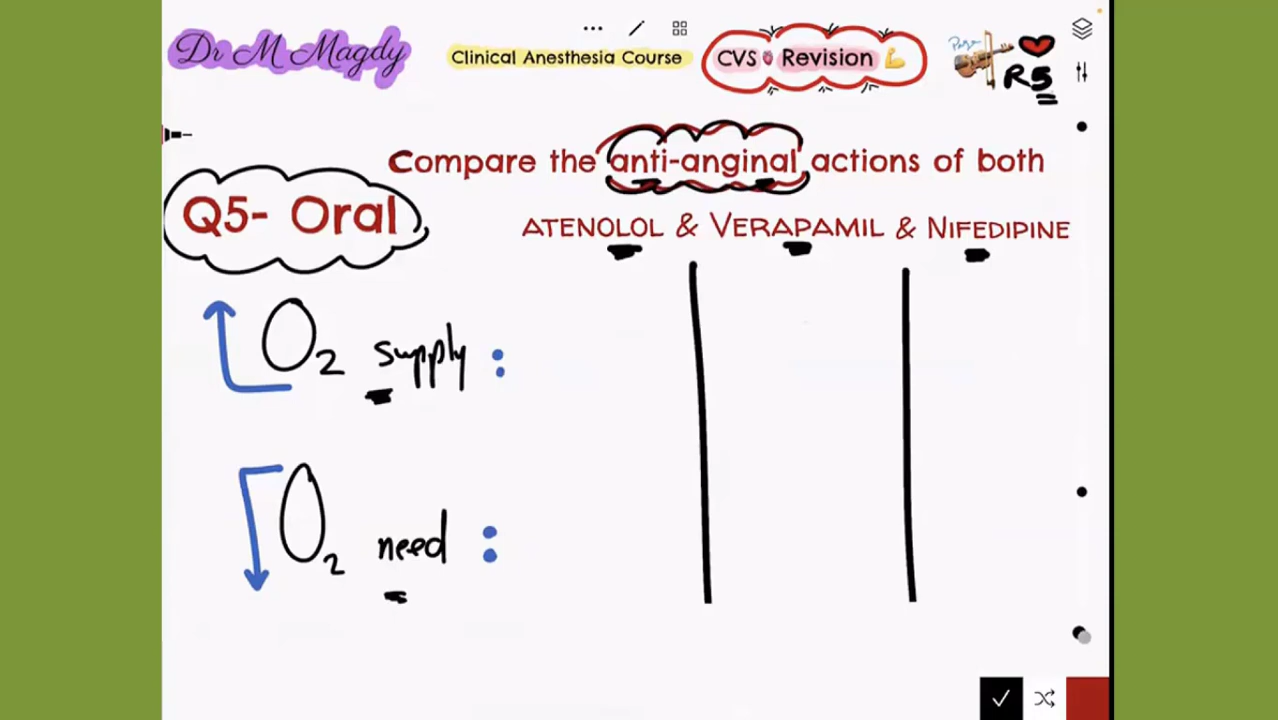 Dr M Magdy
Clinical Anesthesia Course
CVS Revision
R5
Compare the anti-anginal actions of both
Q5- Oral
ATENOLOL & VERAPAMIL & NIFEDIPINE
O2 supply :
O2 need :